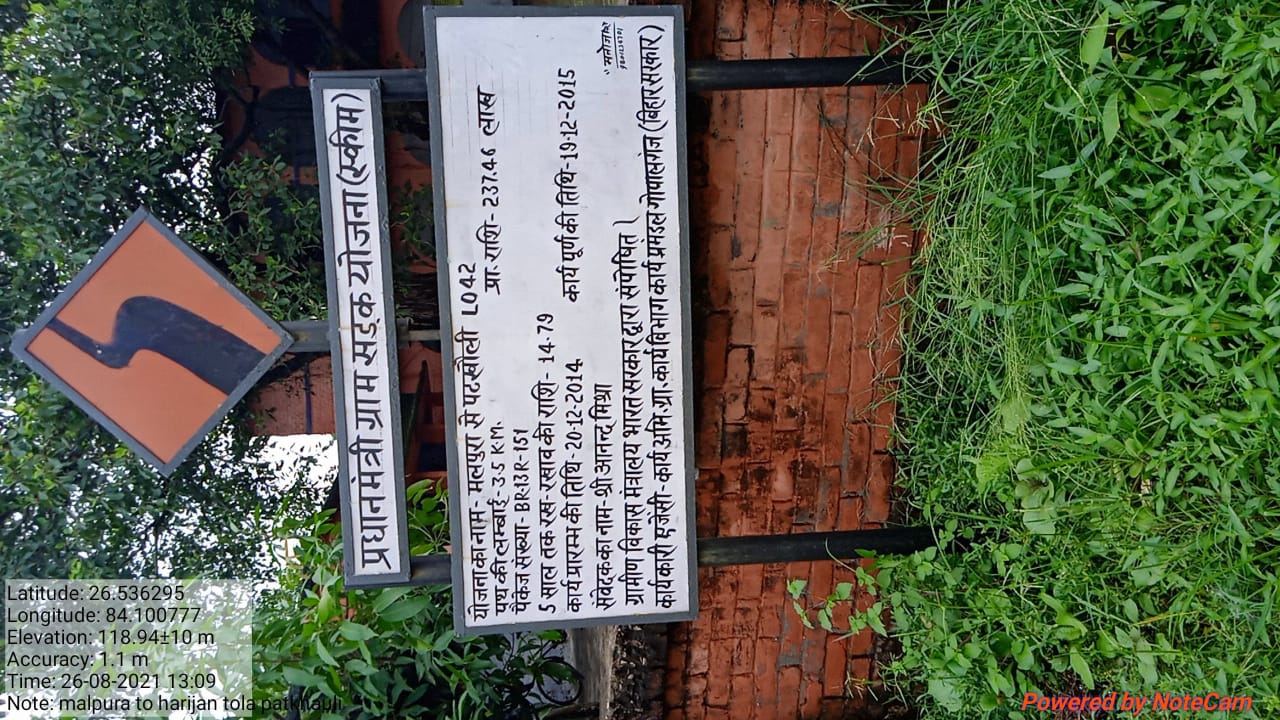 प्रधानमंत्री ग्राम सड़क योजना (स्कीम)
योजना का नाम- मलपुरा से पटखौली L042
पथ की लम्बाई- 3.5 K.M. प्रा. राशि- 237.46 लाख
पैकेज संख्या- BR-13R-151
5 साल तक रख-रखाव की राशि- 14.79
कार्य प्रारम्भ की तिथि-20-12-2014 कार्य पूर्ण की तिथि-19-12-2015
संवेदक का नाम- श्री आनन्द मिश्रा
ग्रामीण विकास मंत्रालय भारत सरकार द्वारा संपोषित।
कार्यकारी एजेंसी- कार्य अभि. ग्रा. कार्य विभाग कार्य प्रमंडल गोपालगंज (बिहार सरकार)
Latitude: 26.536295
Longitude: 84.100777
Elevation: 118.94±10 m
Accuracy: 1.1 m
Time: 26-08-2021 13:09
Note: malpura to harijan tola patkhauli
Powered by NoteCam